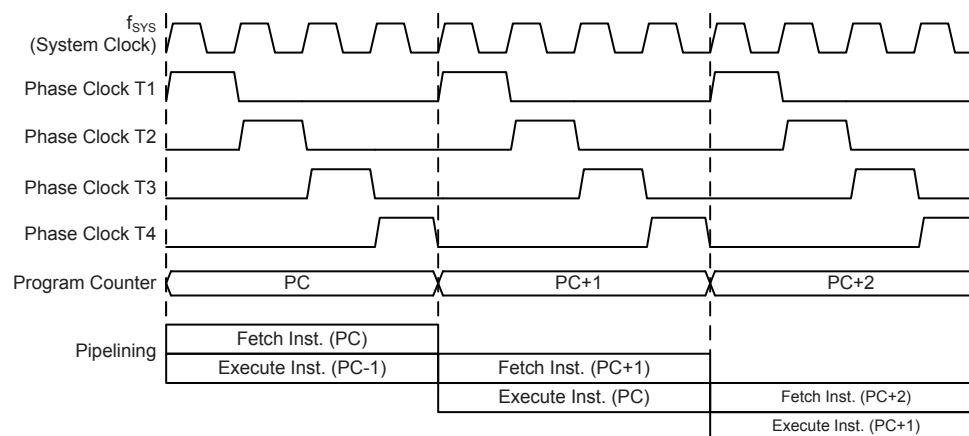 fSYS
(System Clock)
Phase Clock T1
Phase Clock T2
Phase Clock T3
Phase Clock T4
Program Counter PC PC+1 PC+2
Pipelining
Fetch Inst. (PC)
Execute Inst. (PC-1) Fetch Inst. (PC+1)
Execute Inst. (PC) Fetch Inst. (PC+2)
Execute Inst. (PC+1)